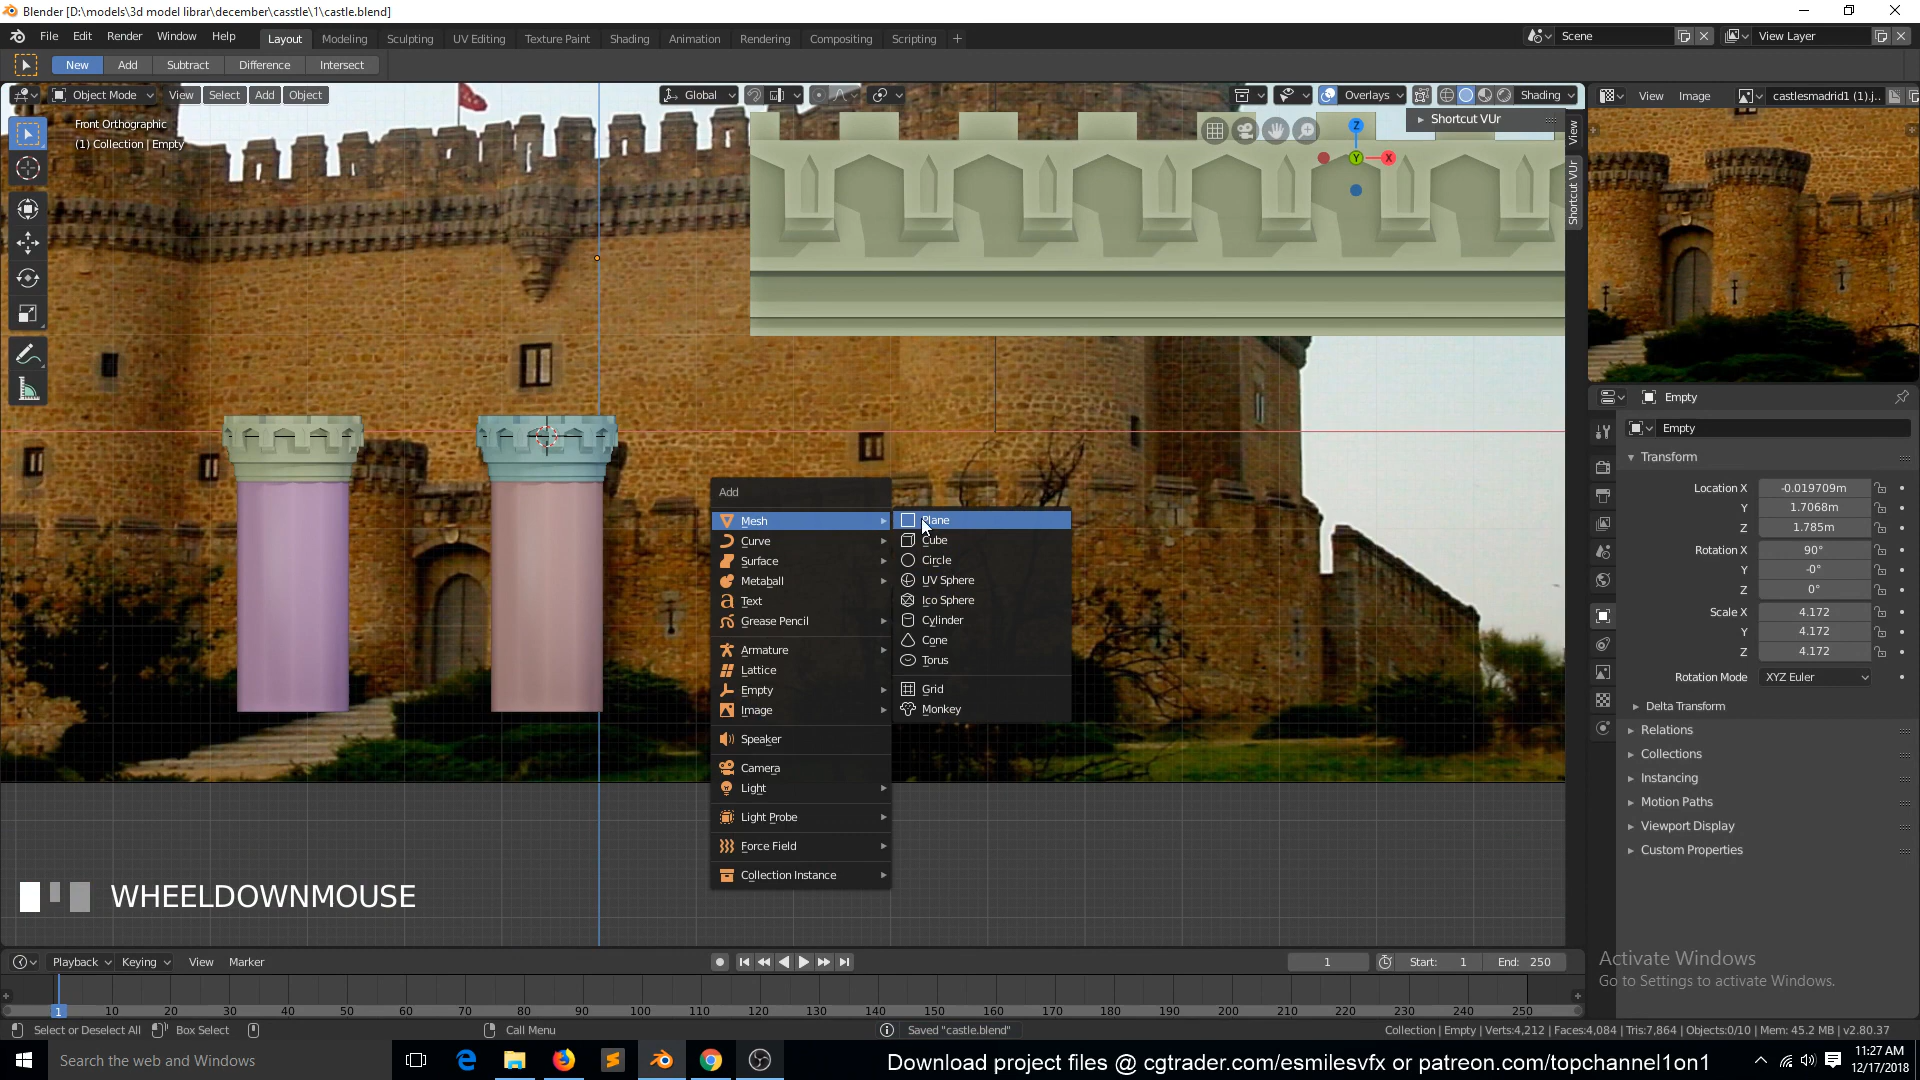 Blender [D:\models\3d model librar\december\casstle\1\castle.blend]
File Edit Render Window Help Layout Modeling Sculpting UV Editing Texture Paint Shading Animation Rendering Compositing Scripting + Scene View Layer
New Add Subtract Difference Intersect
Object Mode View Select Add Object Global Overlays Shading View Image castlesmadrid1 (1).j..
Front Orthographic
(1) Collection | Empty
Shortcut VUr
View
Shortcut VUr
Z
Y
X
Empty
Empty
Transform
Location X -0.019709m
Y 1.7068m
Z 1.785m
Rotation X 90°
Y -0°
Z 0°
Scale X 4.172
Y 4.172
Z 4.172
Rotation Mode XYZ Euler
Delta Transform
Relations
Collections
Instancing
Motion Paths
Viewport Display
Custom Properties
Add
Mesh
Curve
Surface
Metaball
Text
Grease Pencil
Armature
Lattice
Empty
Image
Speaker
Camera
Light
Light Probe
Force Field
Collection Instance
Plane
Cube
Circle
UV Sphere
Ico Sphere
Cylinder
Cone
Torus
Grid
Monkey
WHEELDOWNMOUSE
Activate Windows
Go to Settings to activate Windows.
Playback Keying View Marker 1 Start: 1 End: 250
1 10 20 30 40 50 60 70 80 90 100 110 120 130 140 150 160 170 180 190 200 210 220 230 240 250
Select or Deselect All Box Select Call Menu Saved "castle.blend" Collection | Empty | Verts:4,212 | Faces:4,084 | Tris:7,864 | Objects:0/10 | Mem: 45.2 MB | v2.80.37
Search the web and Windows
Download project files @ cgtrader.com/esmilesvfx or patreon.com/topchannel1on1
11:27 AM
12/17/2018